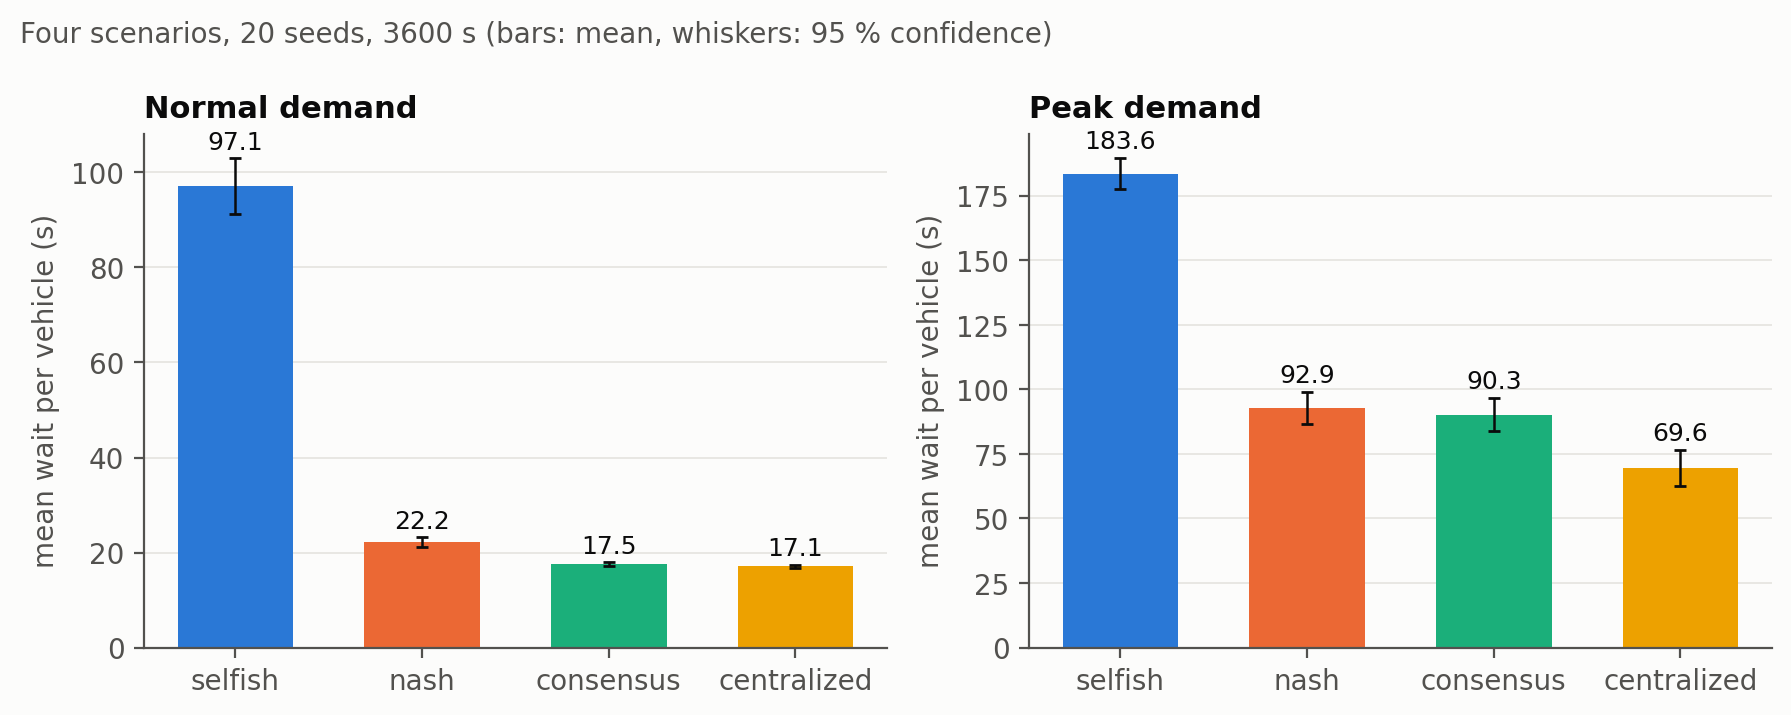 Four scenarios, 20 seeds, 3600 s (bars: mean, whiskers: 95 % confidence)
Normal demand
mean wait per vehicle (s)
100
80
60
40
20
0
97.1
22.2
17.5
17.1
selfish
nash
consensus
centralized
Peak demand
mean wait per vehicle (s)
175
150
125
100
75
50
25
0
183.6
92.9
90.3
69.6
selfish
nash
consensus
centralized